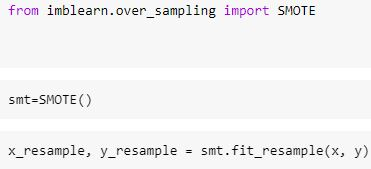 from imblearn.over_sampling import SMOTE
smt=SMOTE()
x_resample, y_resample = smt.fit_resample(x, y)